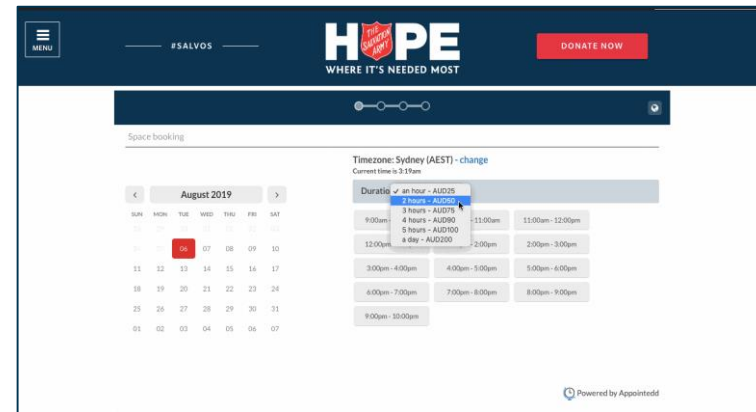 MENU
#SALVOS
HOPE
THE SALVATION ARMY
WHERE IT'S NEEDED MOST
DONATE NOW
Space booking
Timezone: Sydney (AEST) - change
Current time is 3:19am
August 2019
SUN MON TUE WED THU FRI SAT
06 07 08 09 10
11 12 13 14 15 16 17
18 19 20 21 22 23 24
25 26 27 28 29 30 31
01 02 03 04 05 06 07
Duratio
✓ an hour - AUD25
2 hours - AUD50
3 hours - AUD75
4 hours - AUD90
5 hours - AUD100
a day - AUD200
9:00am - 11:00am 11:00am - 12:00pm
12:00pm 2:00pm 2:00pm - 3:00pm
3:00pm - 4:00pm 4:00pm - 5:00pm 5:00pm - 6:00pm
6:00pm - 7:00pm 7:00pm - 8:00pm 8:00pm - 9:00pm
9:00pm - 10:00pm
Powered by Appointedd